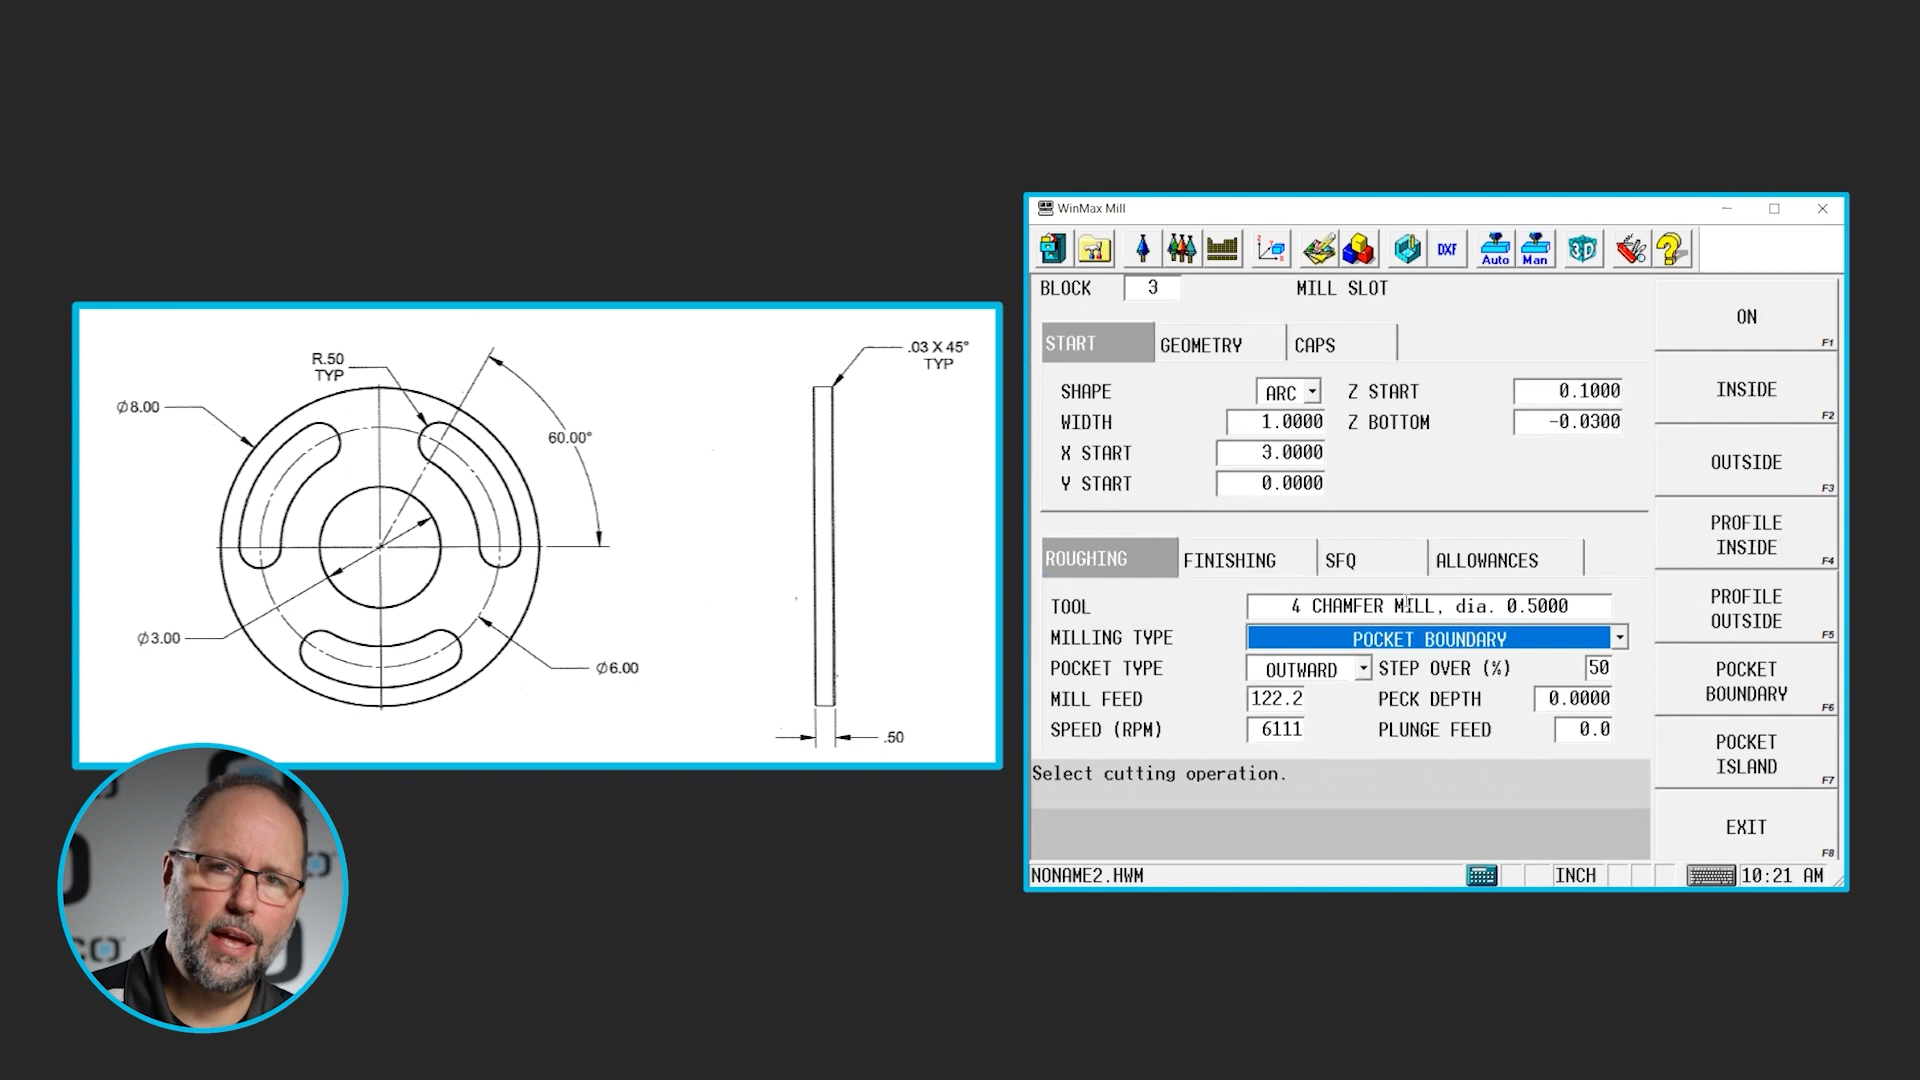 R.50
TYP
Ø8.00
60.00°
Ø3.00
Ø6.00
.03 X 45°
TYP
.50
WinMax Mill
DXF
Auto
Man
3D
BLOCK 3 MILL SLOT
START GEOMETRY CAPS
SHAPE ARC Z START 0.1000
WIDTH 1.0000 Z BOTTOM -0.0300
X START 3.0000
Y START 0.0000
ROUGHING FINISHING SFQ ALLOWANCES
TOOL 4 CHAMFER MILL, dia. 0.5000
MILLING TYPE POCKET BOUNDARY
POCKET TYPE OUTWARD STEP OVER (%) 50
MILL FEED 122.2 PECK DEPTH 0.0000
SPEED (RPM) 6111 PLUNGE FEED 0.0
Select cutting operation.
ON
F1
INSIDE
F2
OUTSIDE
F3
PROFILE
INSIDE
F4
PROFILE
OUTSIDE
F5
POCKET
BOUNDARY
F6
POCKET
ISLAND
F7
EXIT
F8
NONAME2.HWM INCH 10:21 AM